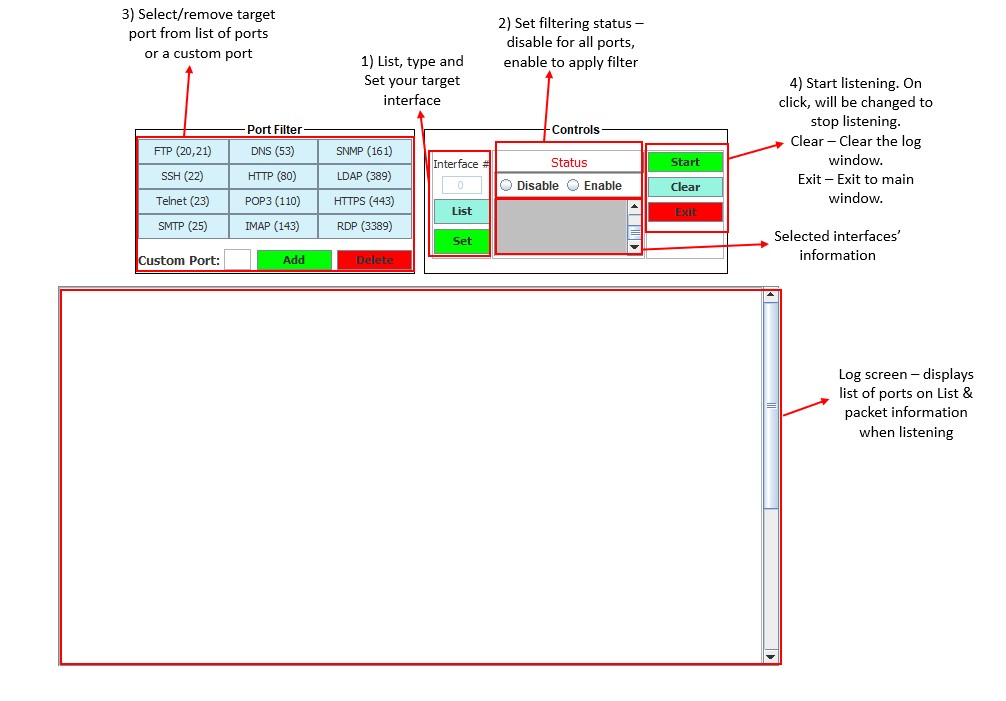 3) Select/remove target
port from list of ports
or a custom port
1) List, type and
Set your target
interface
2) Set filtering status –
disable for all ports,
enable to apply filter
4) Start listening. On
click, will be changed to
stop listening.
Clear – Clear the log
window.
Exit – Exit to main
window.
Port Filter
FTP (20,21) DNS (53) SNMP (161)
SSH (22) HTTP (80) LDAP (389)
Telnet (23) POP3 (110) HTTPS (443)
SMTP (25) IMAP (143) RDP (3389)
Custom Port: Add Delete
Controls
Interface #
0
List
Set
Status
Disable Enable
Start
Clear
Exit
Selected interfaces’
information
Log screen – displays
list of ports on List &
packet information
when listening